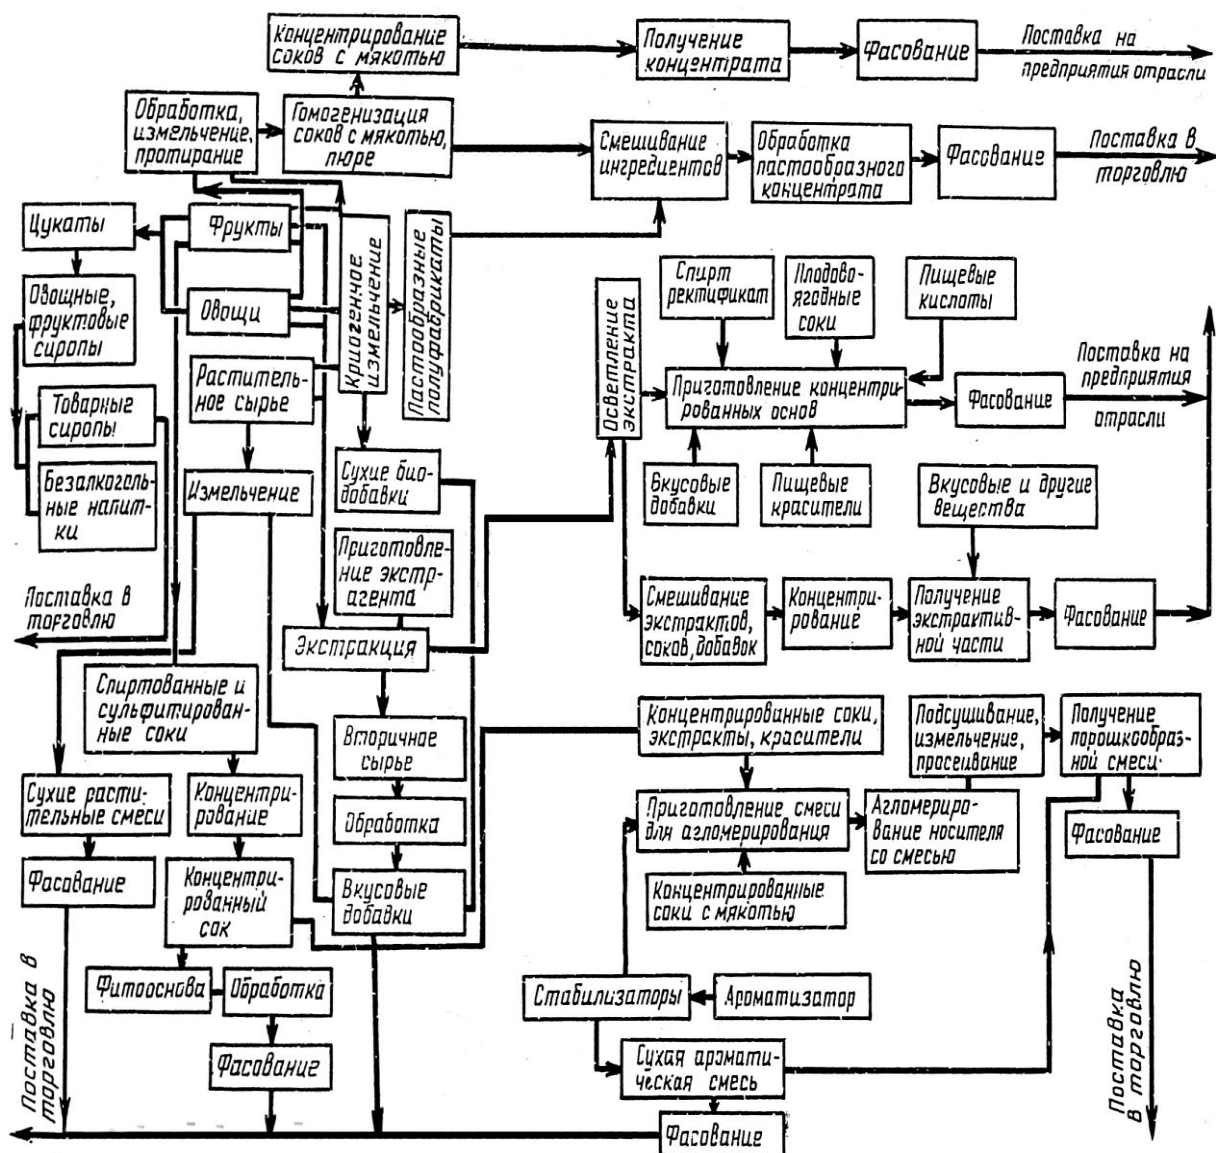 Концентрирование
соков с мякотью
Получение
концентрата
Фасование
Поставка на
предприятия отрасли
Обработка,
измельчение,
протирание
Гомогенизация
соков с мякотью,
пюре
Смешивание
ингредиентов
Обработка
пастообразного
концентрата
Фасование
Поставка в
торговлю
Цукаты
Фрукты
Овощные,
фруктовые
сиропы
Овощи
Криогенное
измельчение
Пастообразные
полуфабрикаты
Раститель-
ное сырье
Товарные
сиропы
Безалкоголь-
ные напит-
ки
Измельчение
Сухие био-
добавки
Осветление
экстракта
Спирт
ректификат
Плодово-
ягодные
соки
Пищевые
кислоты
Приготовление концентри-
рованных основ
Фасование
Поставка на
предприятия
отрасли
Вкусовые
добавки
Пищевые
красители
Вкусовые и другие
вещества
Приготовле-
ние экстр-
агента
Поставка в
торговлю
Экстракция
Смешивание
экстрактов,
соков, добавок
Концентри-
рование
Получение
экстрактив-
ной части
Фасование
Спиртованные и
сульфитирован-
ные соки
Вторичное
сырье
Концентрированные соки,
экстракты, красители
Подсушивание,
измельчение,
просеивание
Получение
порошкообраз-
ной смеси
Сухие расти-
тельные смеси
Концентри-
рование
Обработка
Приготовление смеси
для агломерирования
Агломериро-
вание носителя
со смесью
Фасование
Фасование
Концентри-
рованный
сок
Вкусовые
добавки
Концентрированные
соки с мякотью
Фитооснова
Обработка
Стабилизаторы
Ароматизатор
Поставка в
торговлю
Фасование
Сухая аромати-
ческая смесь
Поставка
в торговлю
Фасование